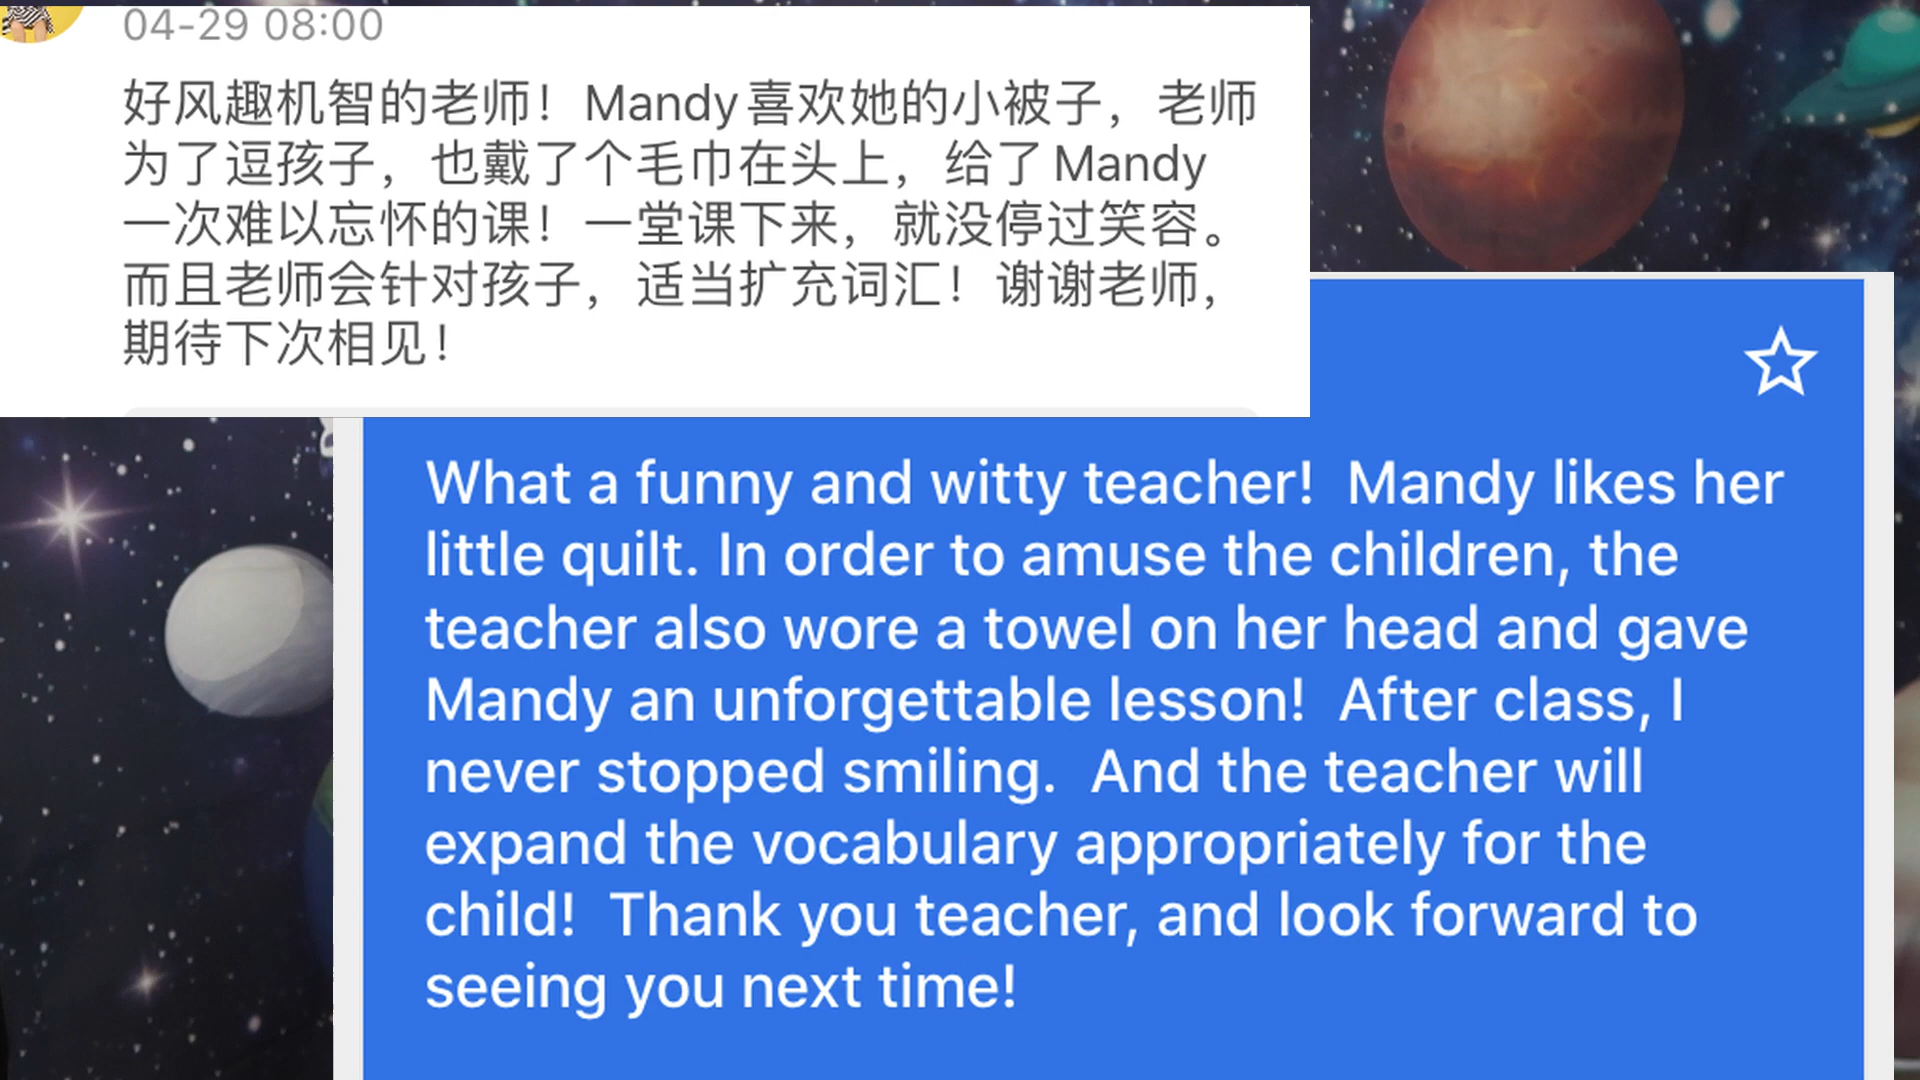 04-29 08:00
好风趣机智的老师！Mandy喜欢她的小被子，老师
为了逗孩子，也戴了个毛巾在头上，给了Mandy
一次难以忘怀的课！一堂课下来，就没停过笑容。
而且老师会针对孩子，适当扩充词汇！谢谢老师，
期待下次相见！
What a funny and witty teacher!  Mandy likes her
little quilt. In order to amuse the children, the
teacher also wore a towel on her head and gave
Mandy an unforgettable lesson!  After class, I
never stopped smiling.  And the teacher will
expand the vocabulary appropriately for the
child!  Thank you teacher, and look forward to
seeing you next time!